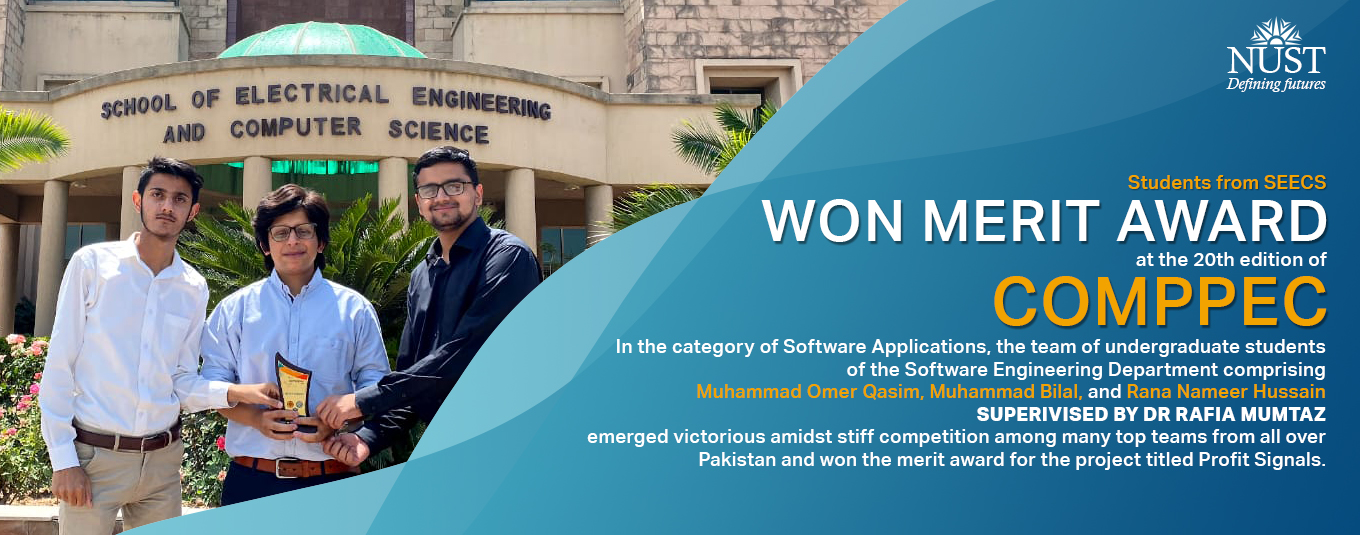 SCHOOL OF ELECTRICAL ENGINEERING
AND COMPUTER SCIENCE
NUST
Defining futures
Students from SEECS
WON MERIT AWARD
at the 20th edition of
COMPPEC
In the category of Software Applications, the team of undergraduate students
of the Software Engineering Department comprising
Muhammad Omer Qasim, Muhammad Bilal, and Rana Nameer Hussain
SUPERIVISED BY DR RAFIA MUMTAZ
emerged victorious amidst stiff competition among many top teams from all over
Pakistan and won the merit award for the project titled Profit Signals.